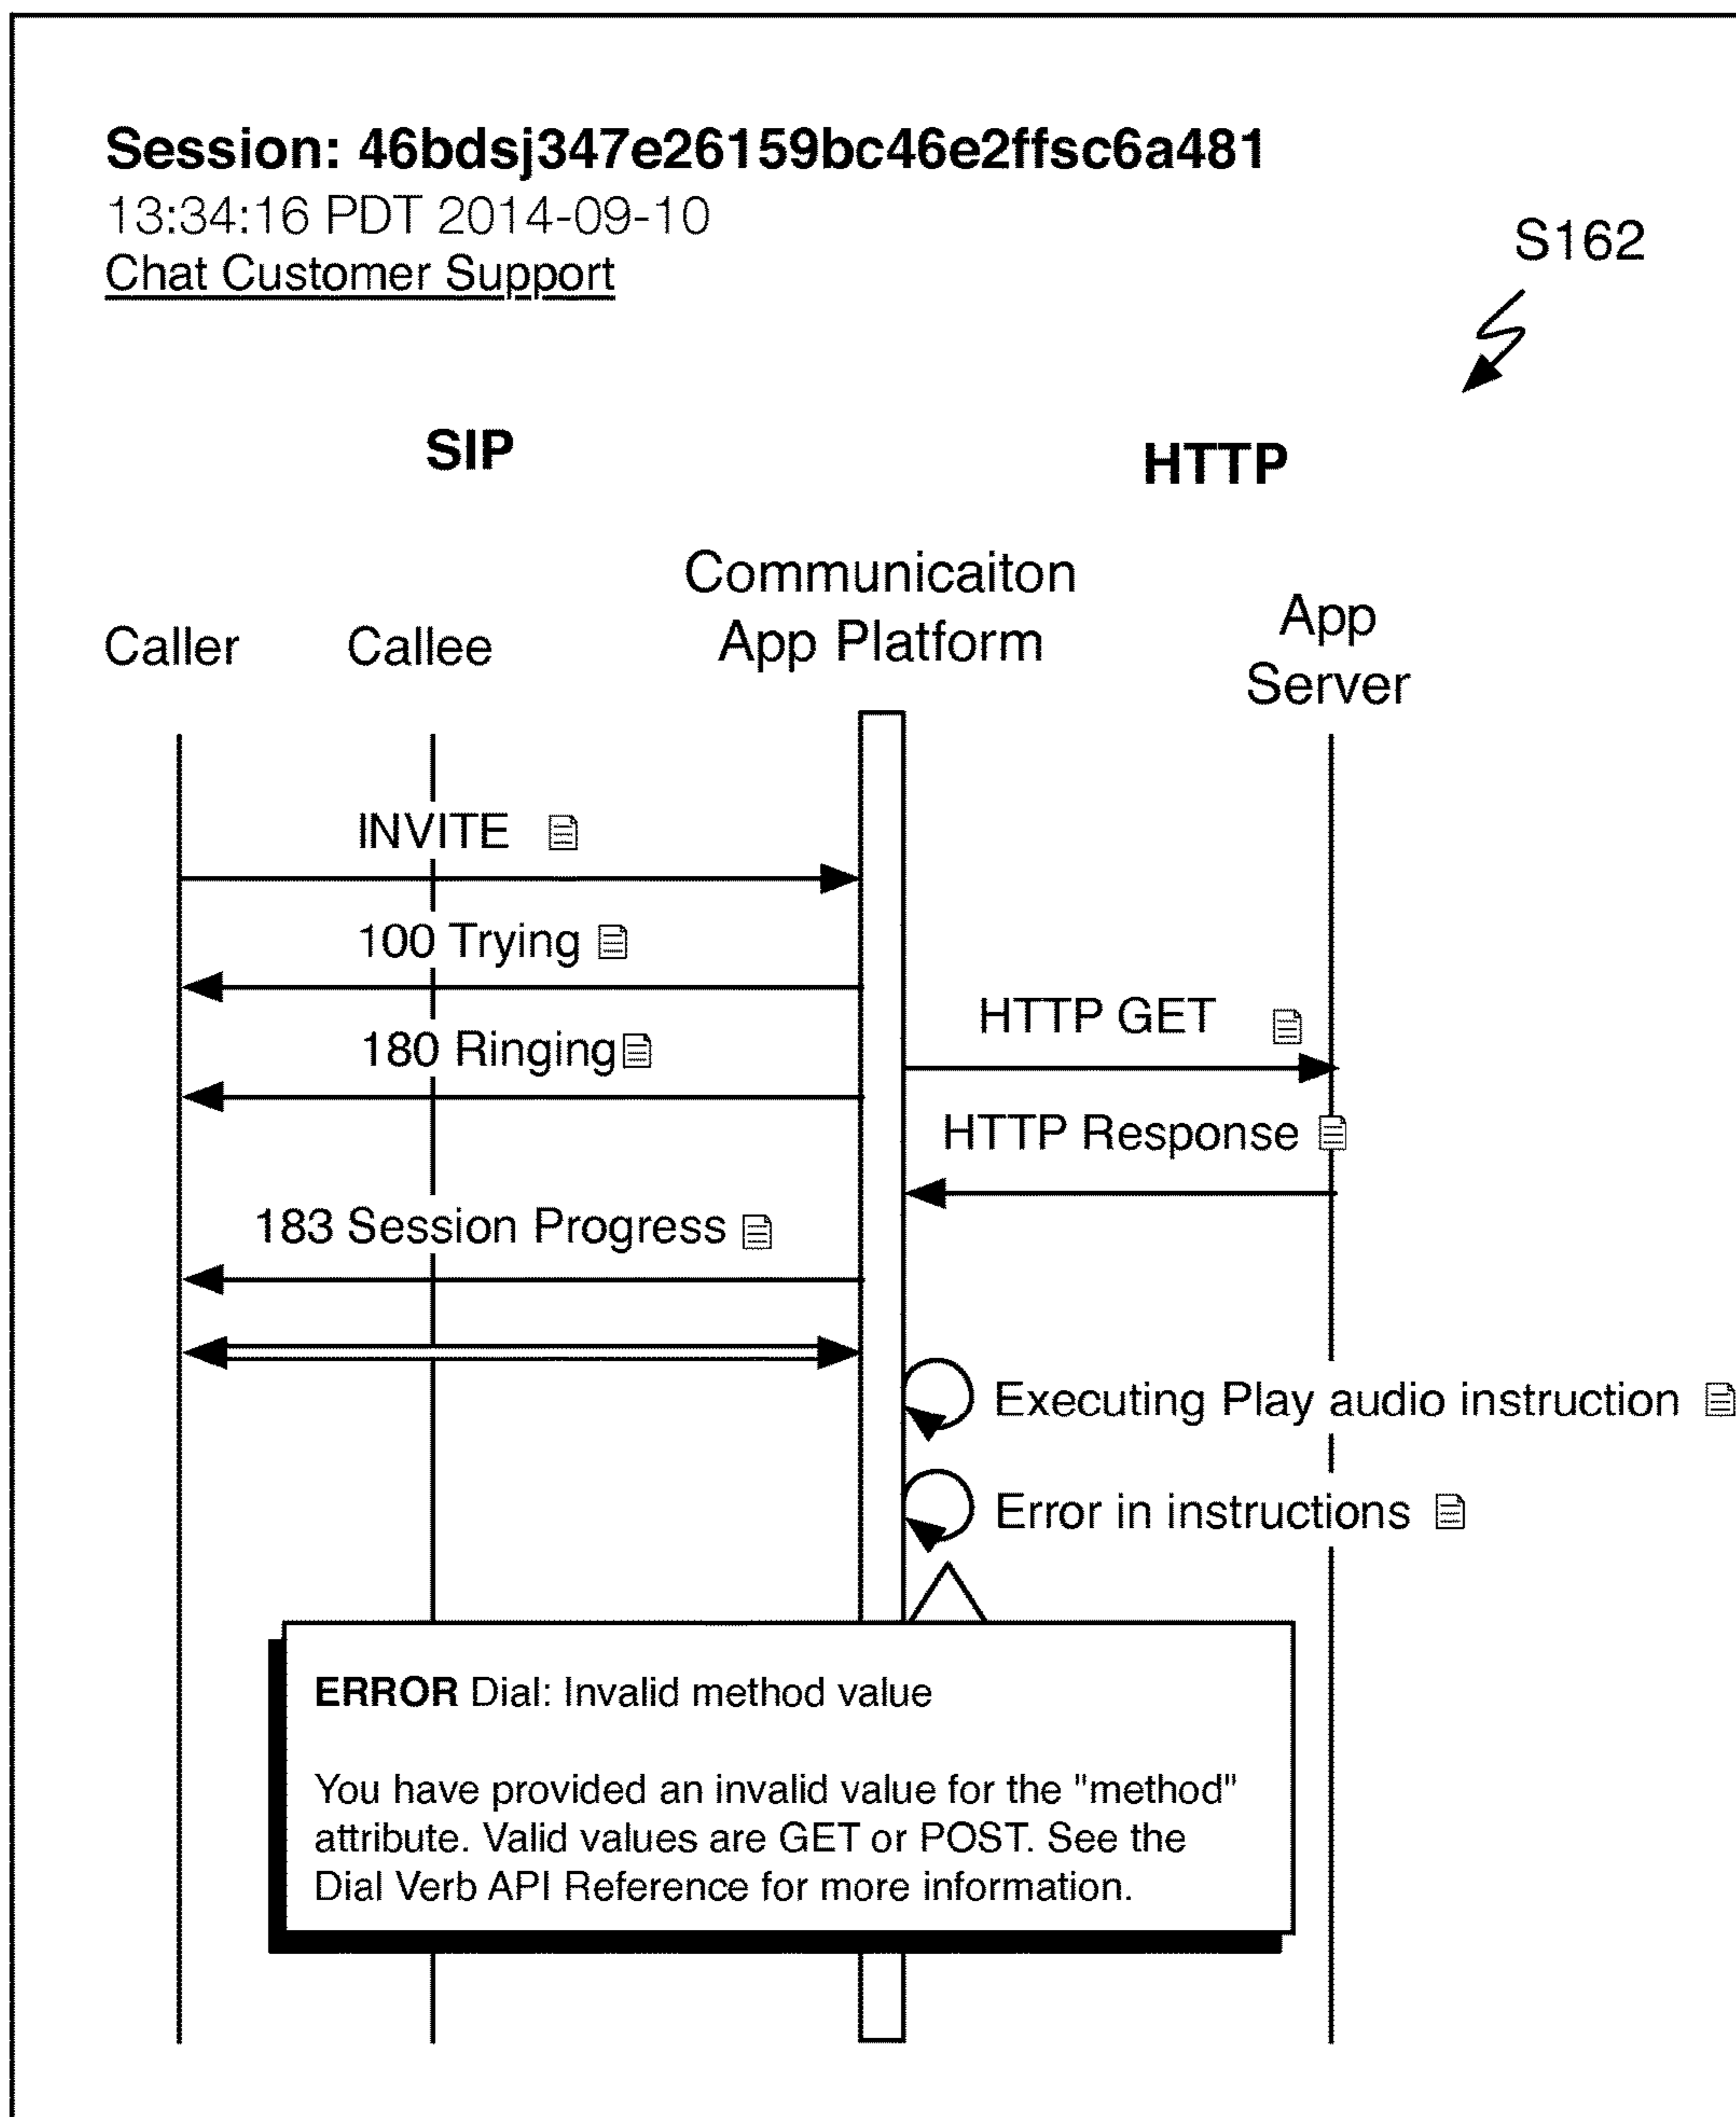 Session: 46bdsj347e26159bc46e2ffsc6a481
13:34:16 PDT 2014-09-10
Chat Customer Support
S162
SIP
HTTP
Caller
Callee
Communicaiton
App Platform
App
Server
INVITE
100 Trying
HTTP GET
180 Ringing
HTTP Response
183 Session Progress
Executing Play audio instruction
Error in instructions
ERROR Dial: Invalid method value
You have provided an invalid value for the "method"
attribute. Valid values are GET or POST. See the
Dial Verb API Reference for more information.